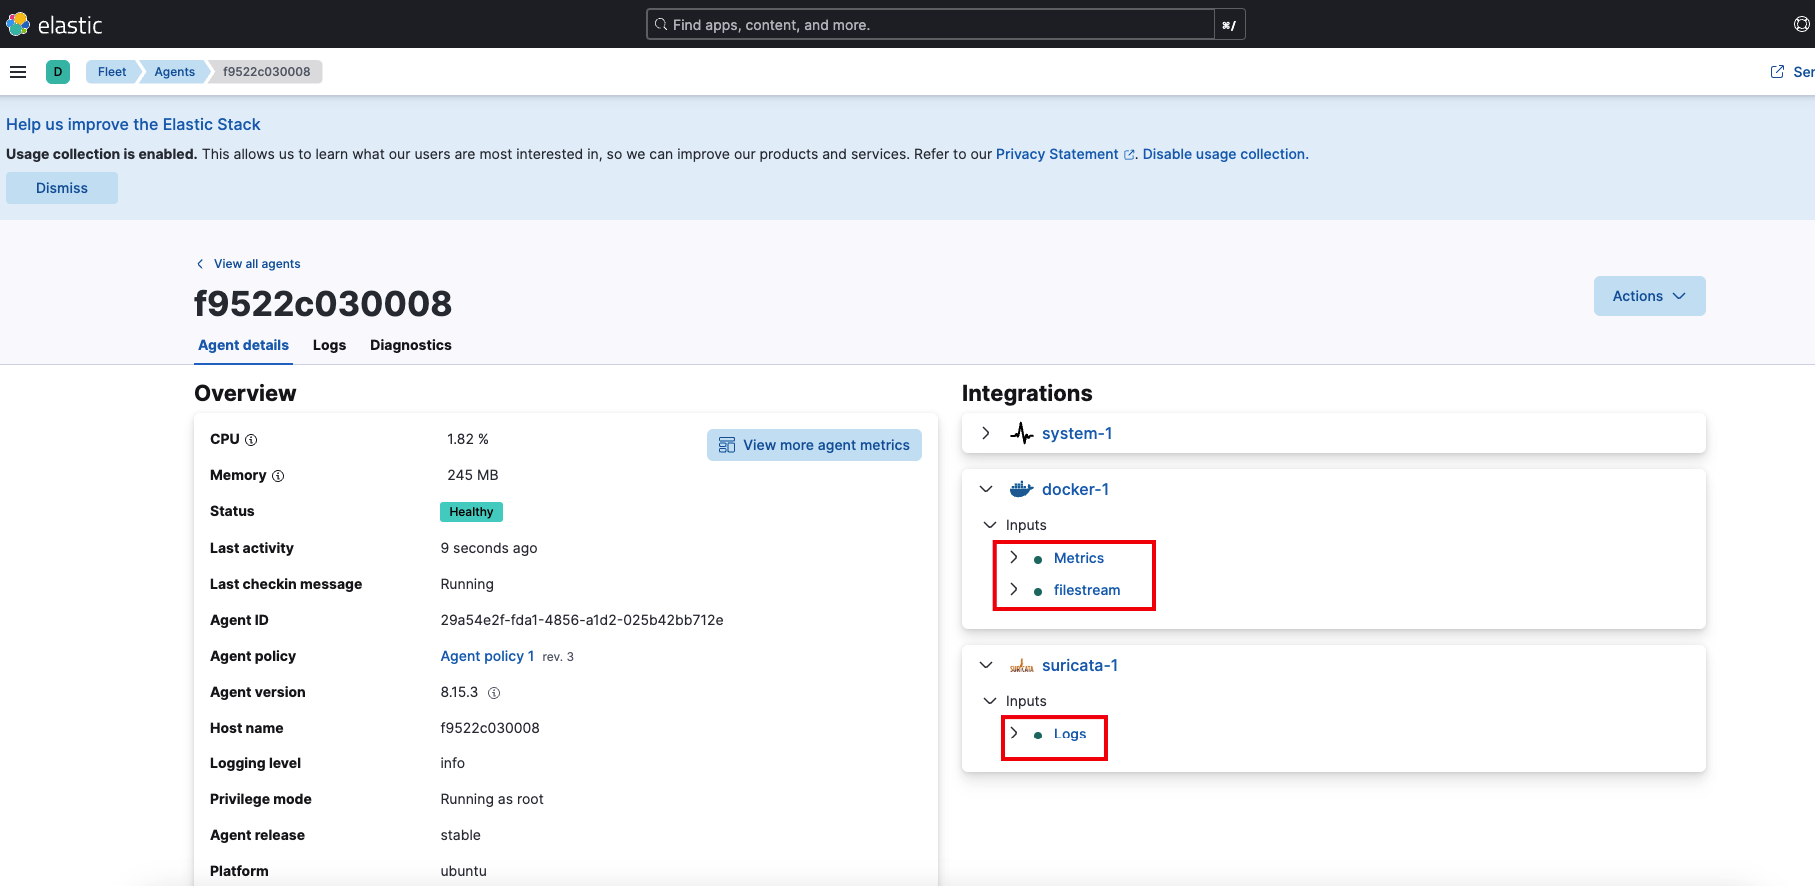 elastic
Find apps, content, and more.
⌘/
D
Fleet
Agents
f9522c030008
Ser
Help us improve the Elastic Stack
Usage collection is enabled. This allows us to learn what our users are most interested in, so we can improve our products and services. Refer to our Privacy Statement. Disable usage collection.
Dismiss
View all agents
f9522c030008
Actions
Agent details
Logs
Diagnostics
Overview
CPU 1.82 %
View more agent metrics
Memory 245 MB
Status Healthy
Last activity 9 seconds ago
Last checkin message Running
Agent ID 29a54e2f-fda1-4856-a1d2-025b42bb712e
Agent policy Agent policy 1 rev. 3
Agent version 8.15.3
Host name f9522c030008
Logging level info
Privilege mode Running as root
Agent release stable
Platform ubuntu
Integrations
system-1
docker-1
Inputs
Metrics
filestream
SURICATA suricata-1
Inputs
Logs